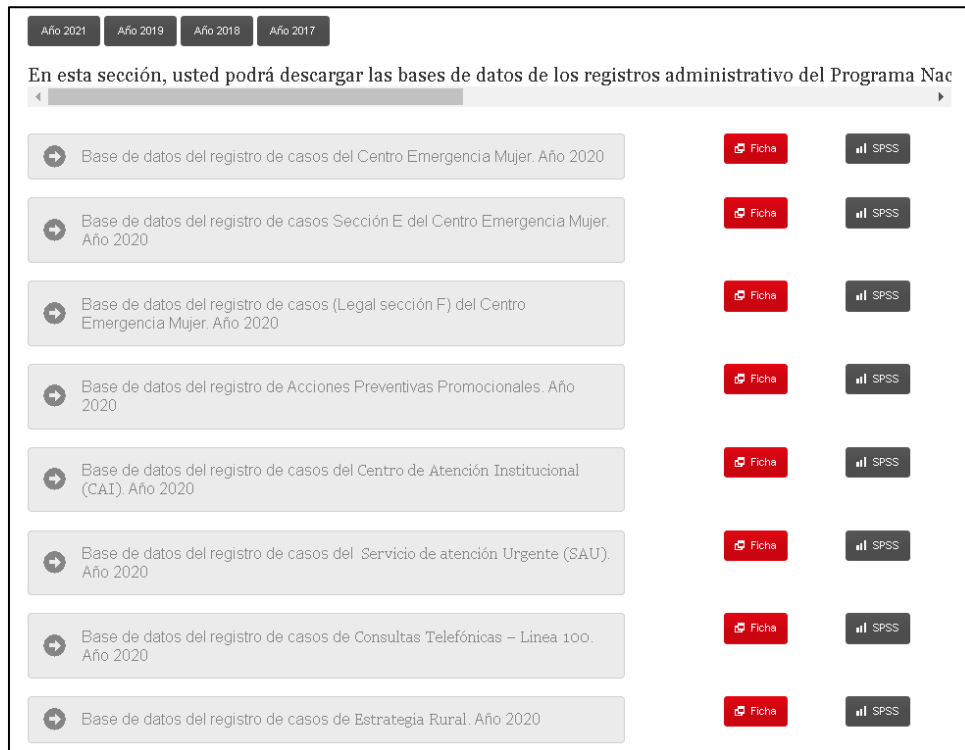 Año 2021 Año 2019 Año 2018 Año 2017
En esta sección, usted podrá descargar las bases de datos de los registros administrativo del Programa Nac
Base de datos del registro de casos del Centro Emergencia Mujer. Año 2020 Ficha SPSS
Base de datos del registro de casos Sección E del Centro Emergencia Mujer. Ficha SPSS
Año 2020
Base de datos del registro de casos (Legal sección F) del Centro Ficha SPSS
Emergencia Mujer. Año 2020
Base de datos del registro de Acciones Preventivas Promocionales. Año Ficha SPSS
2020
Base de datos del registro de casos del Centro de Atención Institucional Ficha SPSS
(CAI). Año 2020
Base de datos del registro de casos del Servicio de atención Urgente (SAU). Ficha SPSS
Año 2020
Base de datos del registro de casos de Consultas Telefónicas – Linea 100. Ficha SPSS
Año 2020
Base de datos del registro de casos de Estrategia Rural. Año 2020 Ficha SPSS